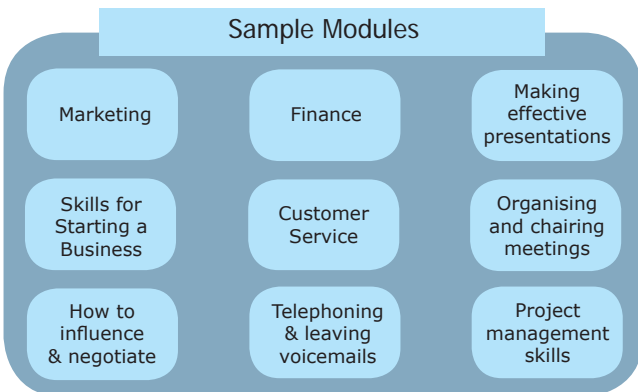 Sample Modules
Marketing
Finance
Making
effective
presentations
Skills for
Starting a
Business
Customer
Service
Organising
and chairing
meetings
How to
influence
& negotiate
Telephoning
& leaving
voicemails
Project
management
skills